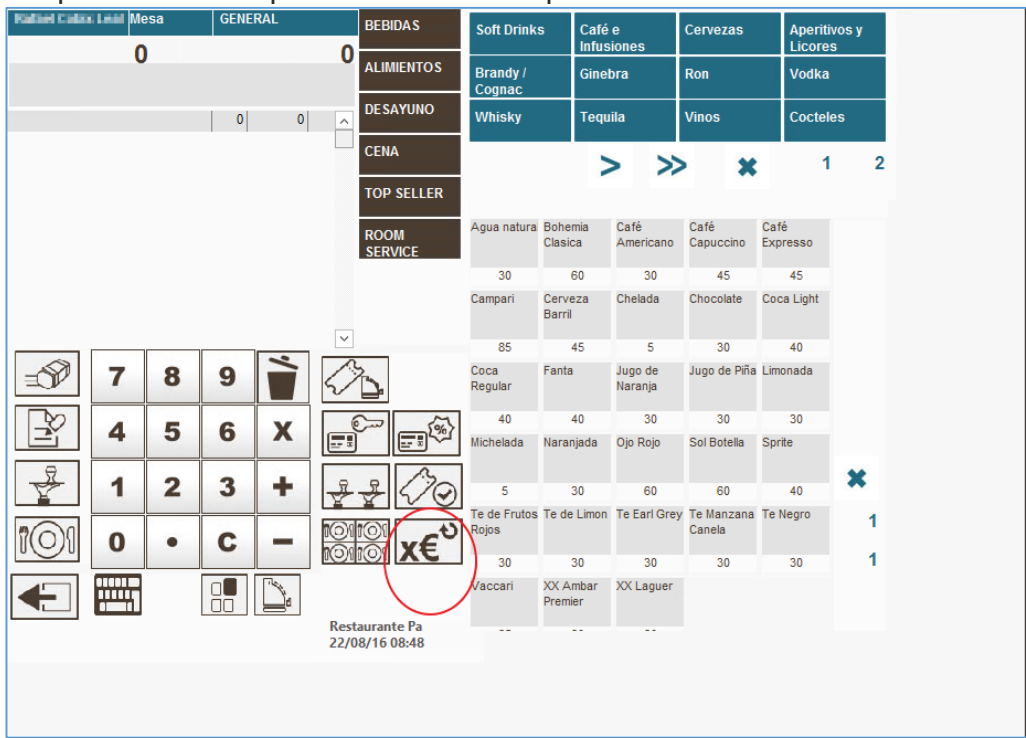 Mesa GENERAL
0 0
0 0
BEBIDAS
ALIMIENTOS
DESAYUNO
CENA
TOP SELLER
ROOM
SERVICE
Soft Drinks
Café e
Infusiones
Cervezas
Aperitivos y
Licores
Brandy /
Cognac
Ginebra
Ron
Vodka
Whisky
Tequila
Vinos
Cocteles
> >> ✖ 1 2
Agua natura
30
Bohemia
Clasica
60
Café
Americano
30
Café
Capuccino
45
Café
Expresso
45
Campari
85
Cerveza
Barril
45
Chelada
5
Chocolate
30
Coca Light
40
Coca
Regular
40
Fanta
40
Jugo de
Naranja
30
Jugo de Piña
30
Limonada
30
Michelada
5
Naranjada
30
Ojo Rojo
60
Sol Botella
60
Sprite
40
Te de Frutos
Rojos
30
Te de Limon
30
Te Earl Grey
30
Te Manzana
Canela
30
Te Negro
30
Vaccari
XX Ambar
Premier
XX Laguer
✖
1
1
7 8 9
4 5 6 X
1 2 3 +
0 • C −
%
x€
Restaurante Pa
22/08/16 08:48